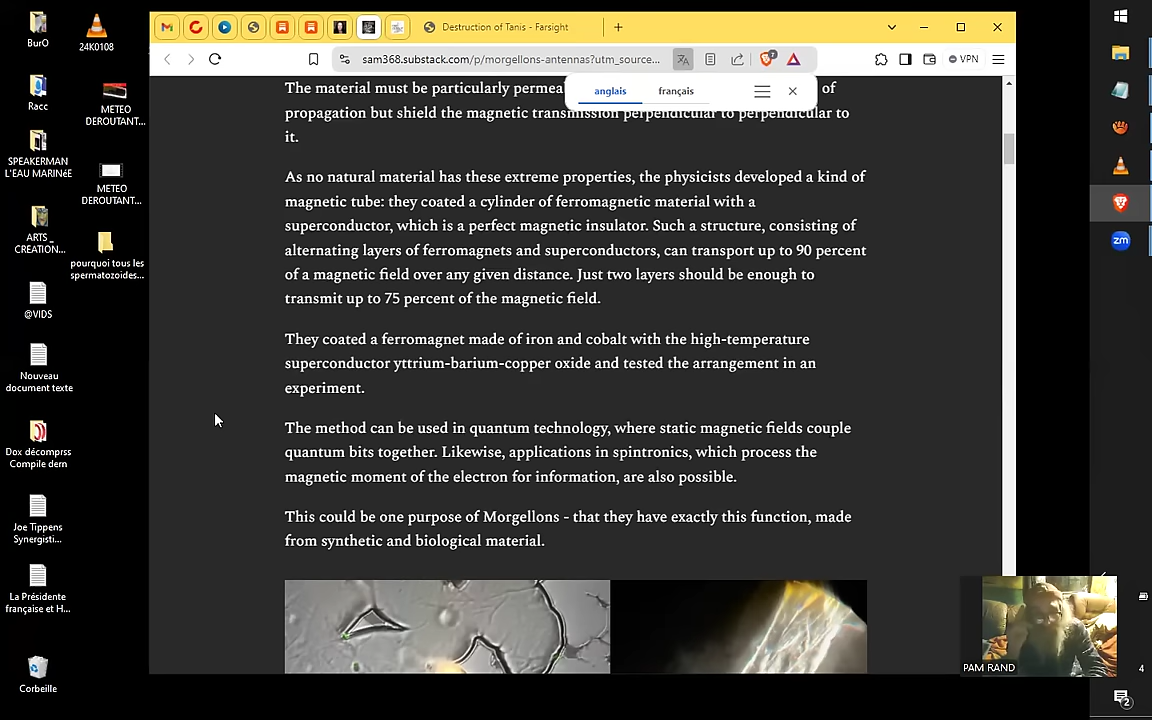 BurO
24K0108
Racc
METEO
DEROUTANT...
SPEAKERMAN
L'EAU MARINéE
METEO
DEROUTANT...
ARTS _
CREATION...
pourquoi tous les
spermatozoides...
@VIDS
Nouveau
document texte
Dox décomprss
Compile dern
Joe Tippens
Synergisti...
La Présidente
française et H...
Corbeille
Destruction of Tanis - Farsight
sam368.substack.com/p/morgellons-antennas?utm_source...
7
VPN
anglais
français
The material must be particularly permea
of
propagation but shield the magnetic transmission perpendicular to perpendicular to
it.
As no natural material has these extreme properties, the physicists developed a kind of
magnetic tube: they coated a cylinder of ferromagnetic material with a
superconductor, which is a perfect magnetic insulator. Such a structure, consisting of
alternating layers of ferromagnets and superconductors, can transport up to 90 percent
of a magnetic field over any given distance. Just two layers should be enough to
transmit up to 75 percent of the magnetic field.
They coated a ferromagnet made of iron and cobalt with the high-temperature
superconductor yttrium-barium-copper oxide and tested the arrangement in an
experiment.
The method can be used in quantum technology, where static magnetic fields couple
quantum bits together. Likewise, applications in spintronics, which process the
magnetic moment of the electron for information, are also possible.
This could be one purpose of Morgellons - that they have exactly this function, made
from synthetic and biological material.
zm
PAM RAND
4
2